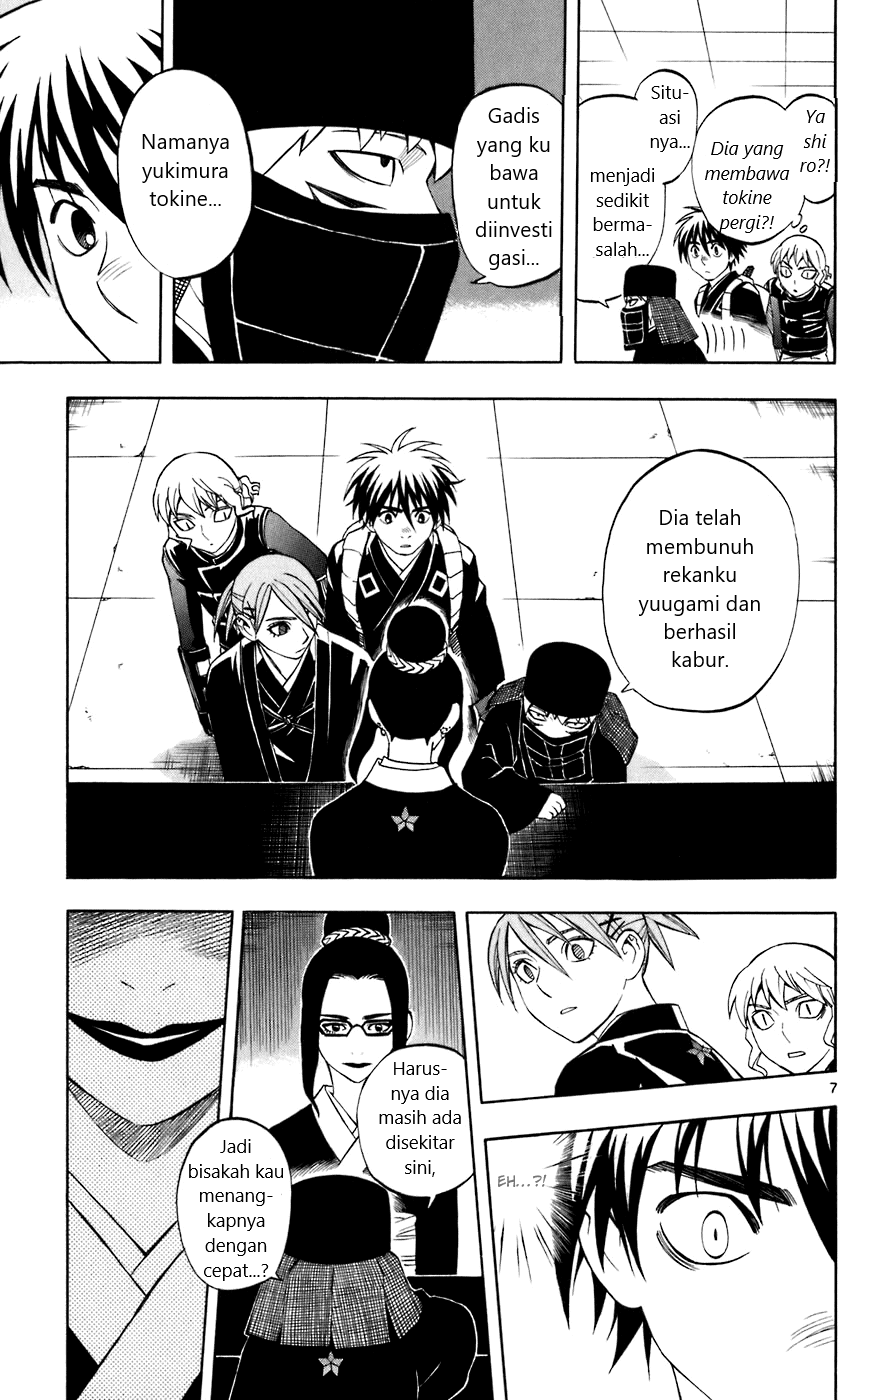 Ya
shi
ro?!
Dia yang
membawa
tokine
pergi?!
Situ-
asi
nya...
menjadi
sedikit
berma-
salah...
Gadis
yang ku
bawa
untuk
diinvesti
gasi...
Namanya
yukimura
tokine...
Dia telah
membunuh
rekanku
yuugami dan
berhasil
kabur.
7
EH...?!
Harus-
nya dia
masih ada
disekitar
sini,
Jadi
bisakah kau
menang-
kapnya
dengan
cepat...?